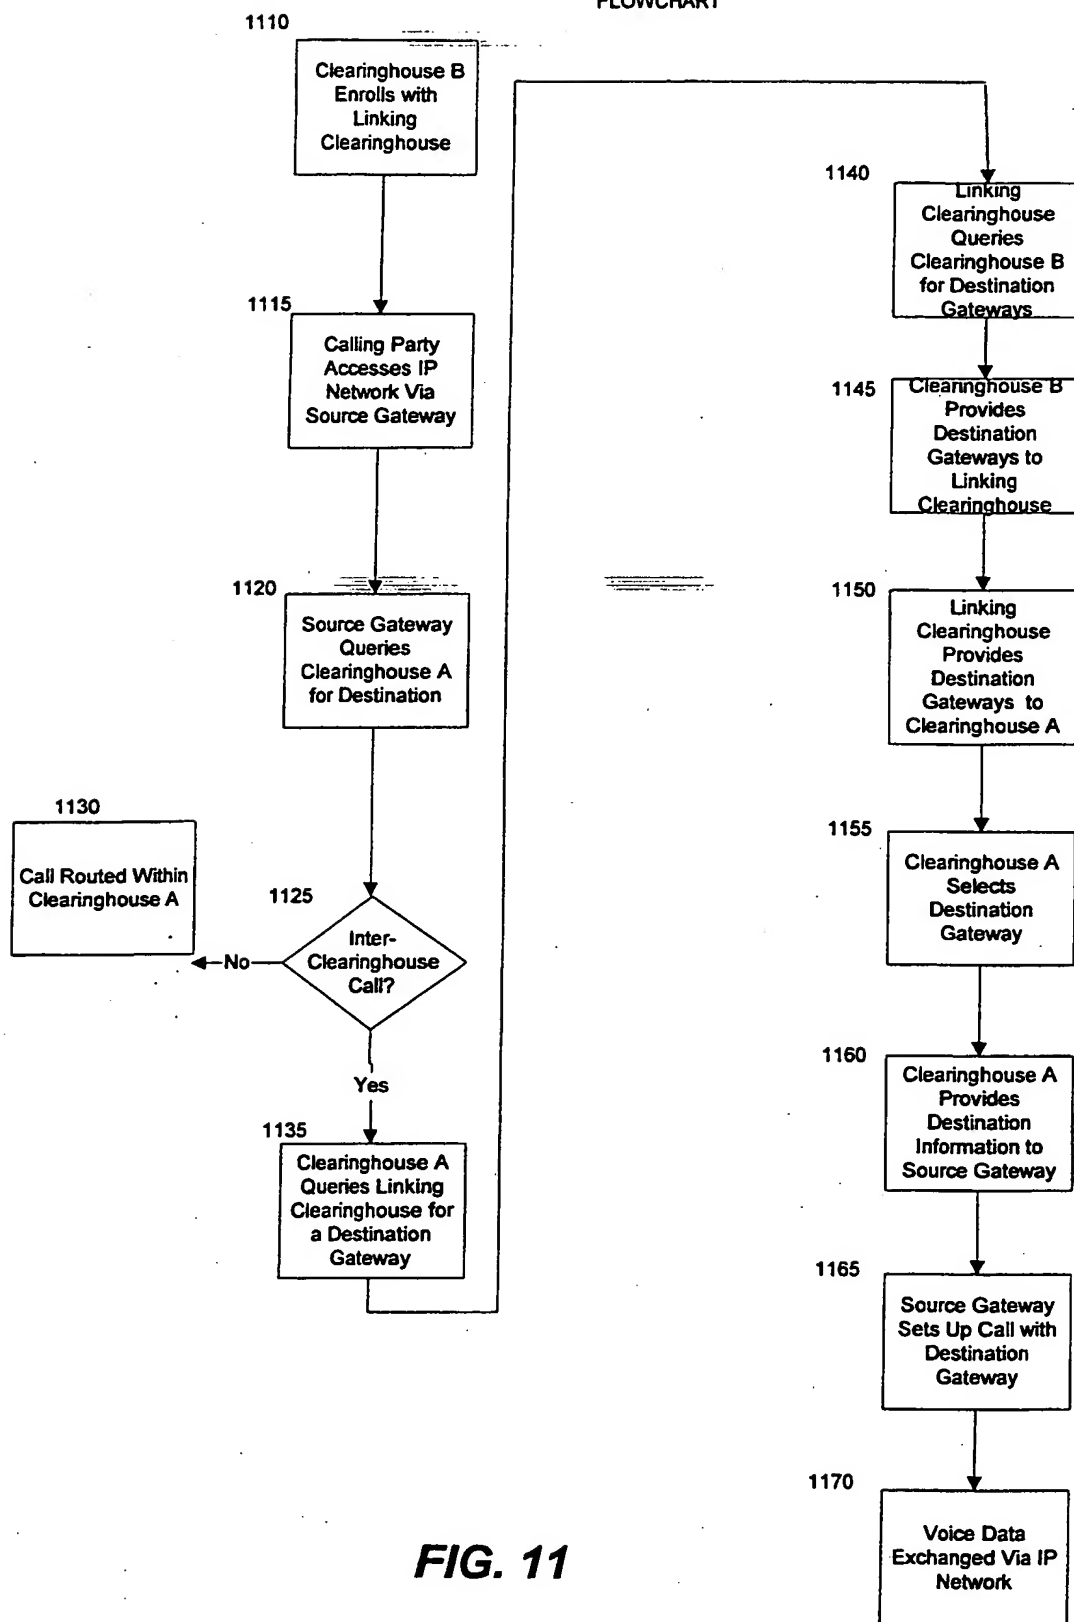 FLOWCHART
1110
Clearinghouse B
Enrolls with
Linking
Clearinghouse
1115
Calling Party
Accesses IP
Network Via
Source Gateway
1120
Source Gateway
Queries
Clearinghouse A
for Destination
1130
Call Routed Within
Clearinghouse A
1125
Inter-
Clearinghouse
Call?
No
Yes
1135
Clearinghouse A
Queries Linking
Clearinghouse for
a Destination
Gateway
1140
Linking
Clearinghouse
Queries
Clearinghouse B
for Destination
Gateways
1145
Clearinghouse B
Provides
Destination
Gateways to
Linking
Clearinghouse
1150
Linking
Clearinghouse
Provides
Destination
Gateways to
Clearinghouse A
1155
Clearinghouse A
Selects
Destination
Gateway
1160
Clearinghouse A
Provides
Destination
Information to
Source Gateway
1165
Source Gateway
Sets Up Call with
Destination
Gateway
1170
Voice Data
Exchanged Via IP
Network
FIG. 11